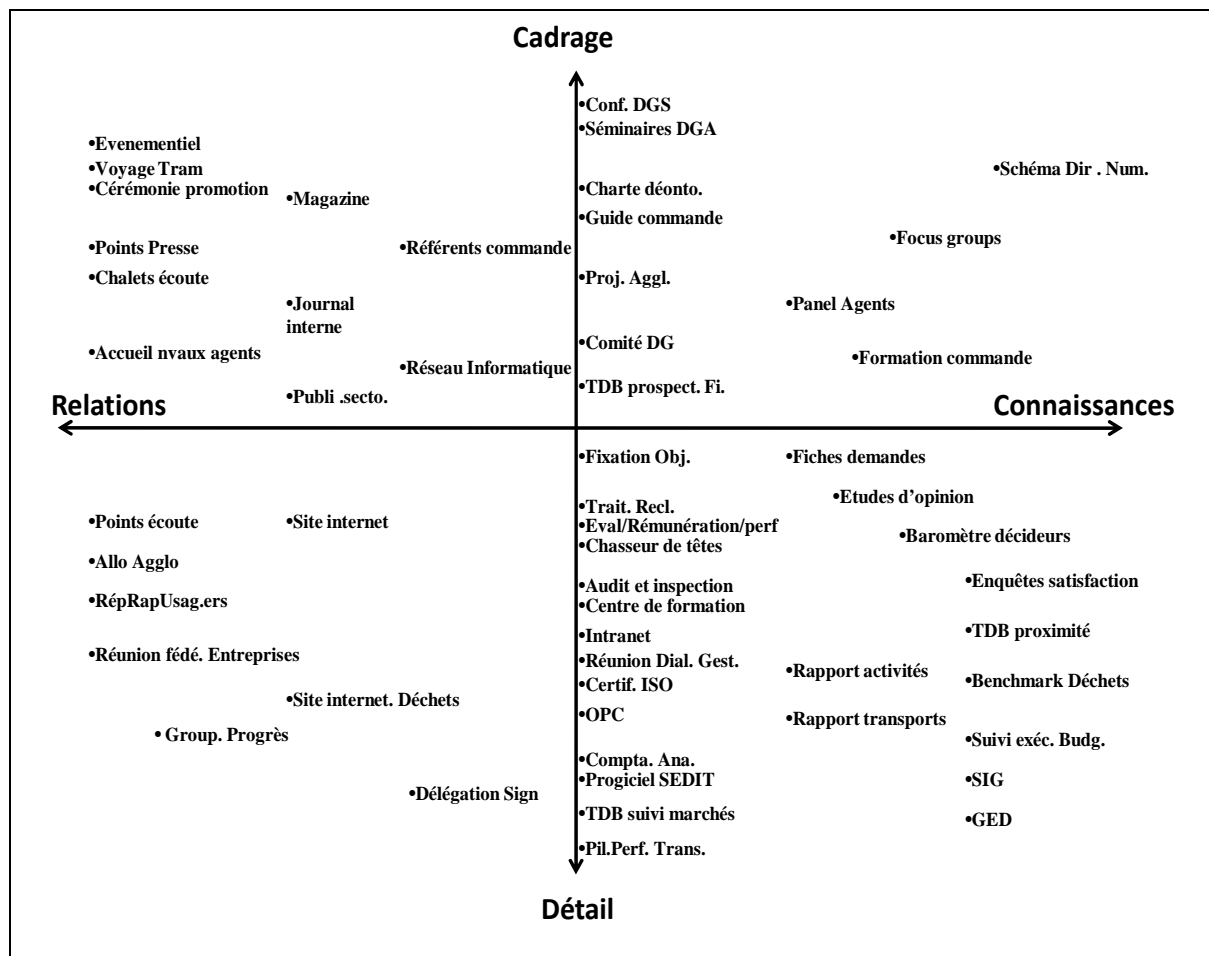 Cadrage
•Conf. DGS
•Séminaires DGA
•Evenementiel
•Voyage Tram
•Schéma Dir . Num.
•Cérémonie promotion
•Magazine
•Charte déonto.
•Guide commande
•Focus groups
•Points Presse
•Référents commande
•Chalets écoute
•Proj. Aggl.
•Journal
interne
•Panel Agents
•Comité DG
•Accueil nvaux agents
•Formation commande
•Réseau Informatique
•TDB prospect. Fi.
•Publi .secto.
Relations
Connaissances
•Fixation Obj.
•Fiches demandes
•Etudes d’opinion
•Trait. Recl.
•Points écoute
•Site internet
•Eval/Rémunération/perf
•Baromètre décideurs
•Chasseur de têtes
•Allo Agglo
•Enquêtes satisfaction
•Audit et inspection
•RépRapUsag.ers
•Centre de formation
•TDB proximité
•Intranet
•Réunion fédé. Entreprises
•Réunion Dial. Gest.
•Rapport activités
•Benchmark Déchets
•Certif. ISO
•Site internet. Déchets
•OPC
•Rapport transports
• Group. Progrès
•Suivi exéc. Budg.
•Compta. Ana.
•Progiciel SEDIT
•SIG
•Délégation Sign
•TDB suivi marchés
•GED
•Pil.Perf. Trans.
Détail